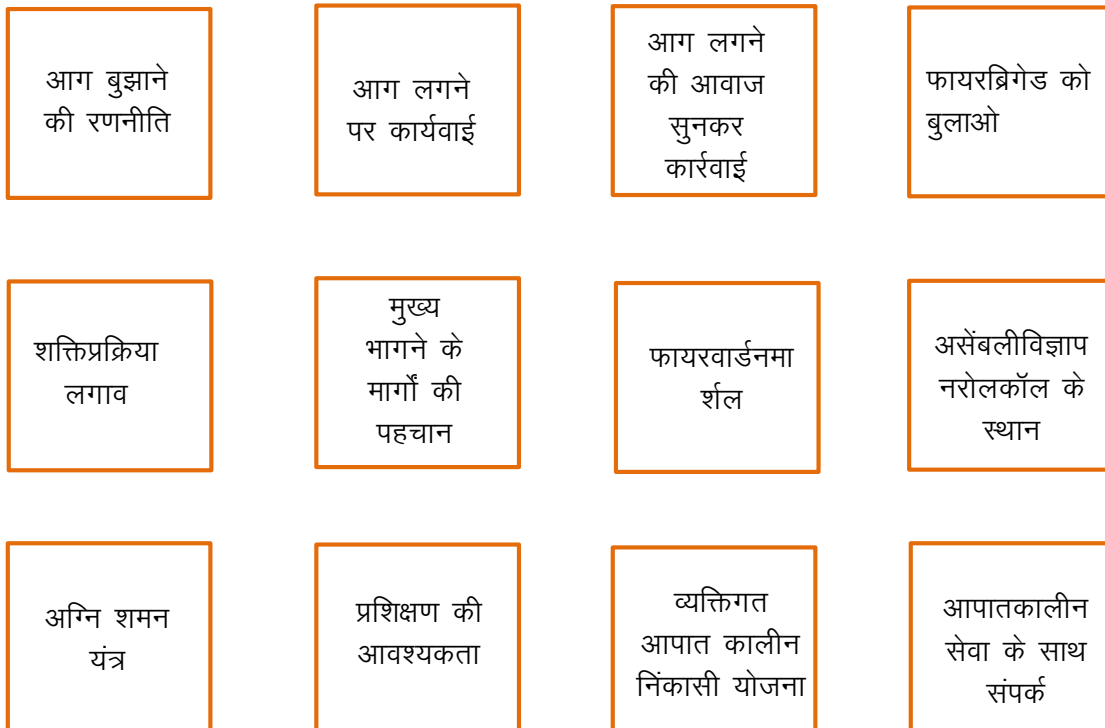 आग बुझाने
की रणनीति
आग लगने
पर कार्यवाई
आग लगने
की आवाज
सुनकर
कार्रवाई
फायरब्रिगेड को
बुलाओ
शक्तिप्रक्रिया
लगाव
मुख्य
भागने के
मार्गों की
पहचान
फायरवार्डनमा
र्शल
असेंबलीविज्ञाप
नरोलकॉल के
स्थान
अग्नि शमन
यंत्र
प्रशिक्षण की
आवश्यकता
व्यक्तिगत
आपात कालीन
निंकासी योजना
आपातकालीन
सेवा के साथ
संपर्क